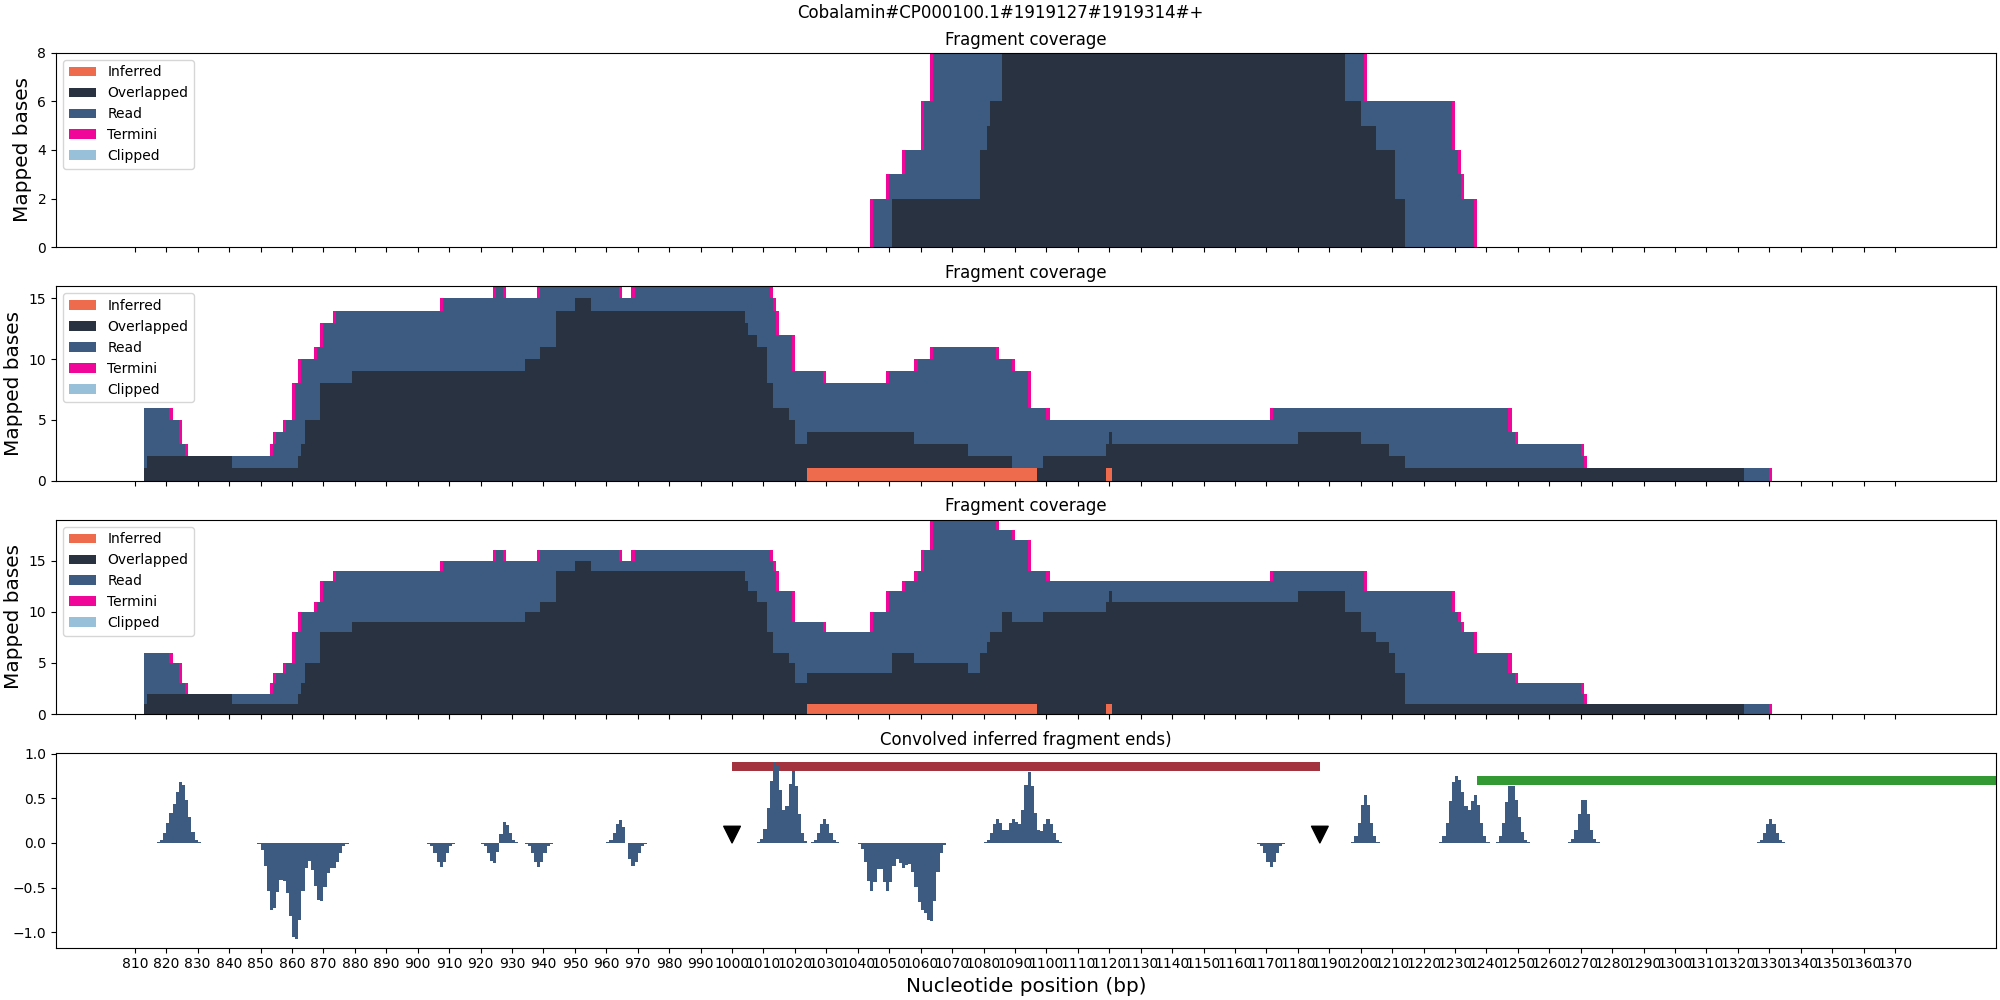 Cobalamin#CP000100.1#1919127#1919314#+
Fragment coverage
8
6
4
2
0
Mapped bases
Inferred
Overlapped
Read
Termini
Clipped
Fragment coverage
15
10
5
0
Mapped bases
Inferred
Overlapped
Read
Termini
Clipped
Fragment coverage
15
10
5
0
Mapped bases
Inferred
Overlapped
Read
Termini
Clipped
Convolved inferred fragment ends)
1.0
0.5
0.0
−0.5
−1.0
810 820 830 840 850 860 870 880 890 900 910 920 930 940 950 960 970 980 990 1000 1010 1020 1030 1040 1050 1060 1070 1080 1090 1100 1110 1120 1130 1140 1150 1160 1170 1180 1190 1200 1210 1220 1230 1240 1250 1260 1270 1280 1290 1300 1310 1320 1330 1340 1350 1360 1370
Nucleotide position (bp)